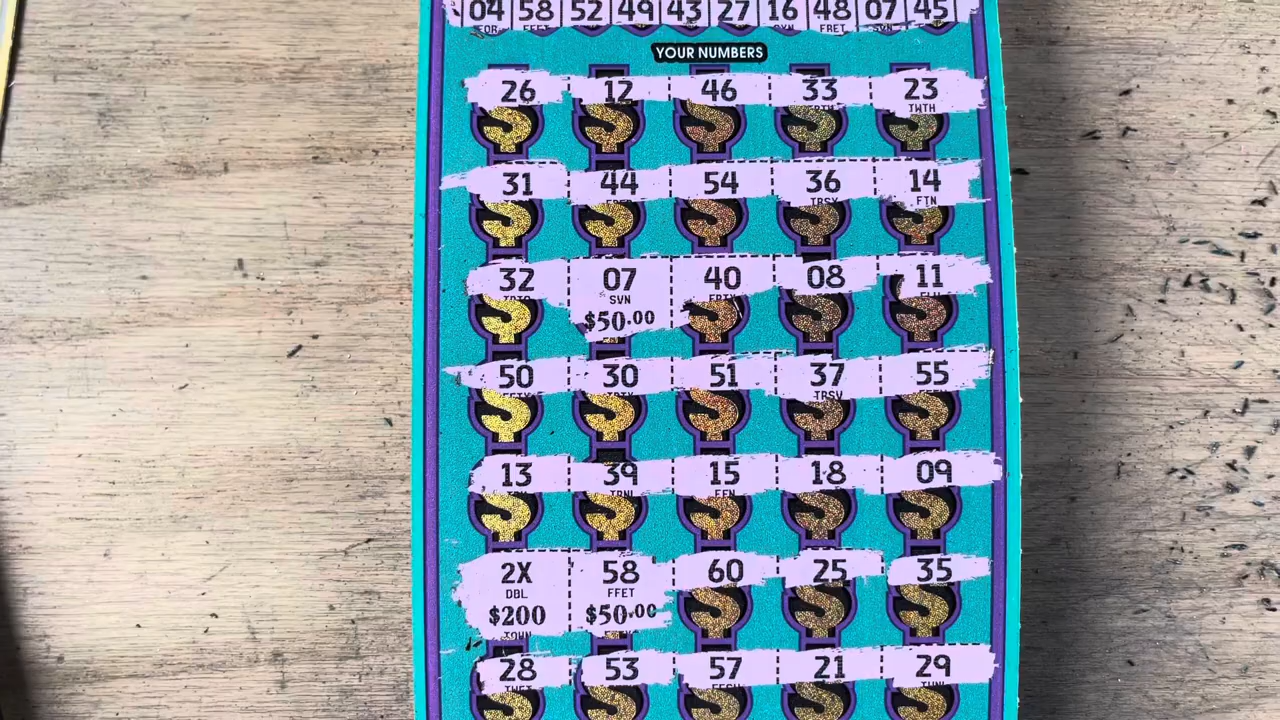 04 58 52 49 43 27 16 48 07 45
FRET
YOUR NUMBERS
26 12 46 33 23
TWTH
31 44 54 36 14
TRSX FTN
32 07 40 08 11
SVN
$50.00
50 30 51 37 55
TRSV
13 39 15 18 09
2X 58 60 25 35
DBL FFET
$200 $50.00
28 53 57 21 29